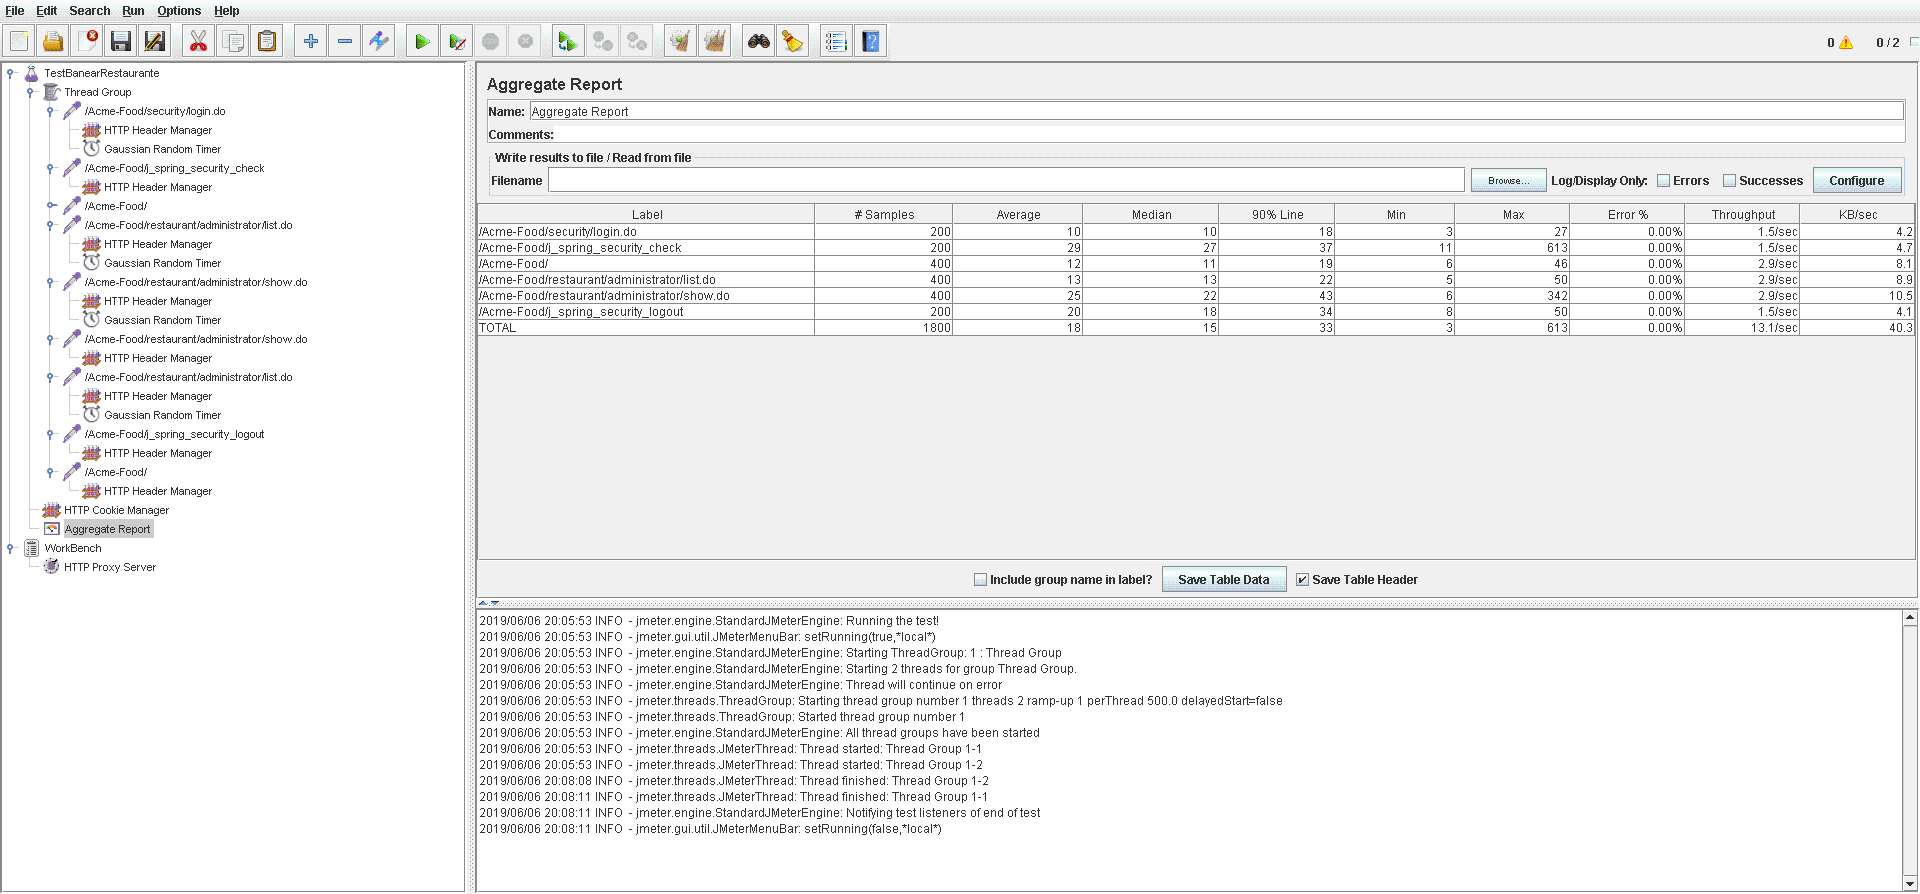 File Edit Search Run Options Help
0 0 / 2
TestBanearRestaurante
Thread Group
/Acme-Food/security/login.do
HTTP Header Manager
Gaussian Random Timer
/Acme-Food/j_spring_security_check
HTTP Header Manager
/Acme-Food/
/Acme-Food/restaurant/administrator/list.do
HTTP Header Manager
Gaussian Random Timer
/Acme-Food/restaurant/administrator/show.do
HTTP Header Manager
Gaussian Random Timer
/Acme-Food/restaurant/administrator/show.do
HTTP Header Manager
/Acme-Food/restaurant/administrator/list.do
HTTP Header Manager
Gaussian Random Timer
/Acme-Food/j_spring_security_logout
HTTP Header Manager
/Acme-Food/
HTTP Header Manager
HTTP Cookie Manager
Aggregate Report
WorkBench
HTTP Proxy Server
Aggregate Report
Name: Aggregate Report
Comments:
Write results to file / Read from file
Filename Browse... Log/Display Only: Errors Successes Configure
Label # Samples Average Median 90% Line Min Max Error % Throughput KB/sec
/Acme-Food/security/login.do 200 10 10 18 3 27 0.00% 1.5/sec 4.2
/Acme-Food/j_spring_security_check 200 29 27 37 11 613 0.00% 1.5/sec 4.7
/Acme-Food/ 400 12 11 19 6 46 0.00% 2.9/sec 8.1
/Acme-Food/restaurant/administrator/list.do 400 13 13 22 5 50 0.00% 2.9/sec 8.9
/Acme-Food/restaurant/administrator/show.do 400 25 22 43 6 342 0.00% 2.9/sec 10.5
/Acme-Food/j_spring_security_logout 200 20 18 34 8 50 0.00% 1.5/sec 4.1
TOTAL 1800 18 15 33 3 613 0.00% 13.1/sec 40.3
Include group name in label? Save Table Data Save Table Header
2019/06/06 20:05:53 INFO - jmeter.engine.StandardJMeterEngine: Running the test!
2019/06/06 20:05:53 INFO - jmeter.gui.util.JMeterMenuBar: setRunning(true,*local*)
2019/06/06 20:05:53 INFO - jmeter.engine.StandardJMeterEngine: Starting ThreadGroup: 1 : Thread Group
2019/06/06 20:05:53 INFO - jmeter.engine.StandardJMeterEngine: Starting 2 threads for group Thread Group.
2019/06/06 20:05:53 INFO - jmeter.engine.StandardJMeterEngine: Thread will continue on error
2019/06/06 20:05:53 INFO - jmeter.threads.ThreadGroup: Starting thread group number 1 threads 2 ramp-up 1 perThread 500.0 delayedStart=false
2019/06/06 20:05:53 INFO - jmeter.threads.ThreadGroup: Started thread group number 1
2019/06/06 20:05:53 INFO - jmeter.engine.StandardJMeterEngine: All thread groups have been started
2019/06/06 20:05:53 INFO - jmeter.threads.JMeterThread: Thread started: Thread Group 1-1
2019/06/06 20:05:53 INFO - jmeter.threads.JMeterThread: Thread started: Thread Group 1-2
2019/06/06 20:08:08 INFO - jmeter.threads.JMeterThread: Thread finished: Thread Group 1-2
2019/06/06 20:08:11 INFO - jmeter.threads.JMeterThread: Thread finished: Thread Group 1-1
2019/06/06 20:08:11 INFO - jmeter.engine.StandardJMeterEngine: Notifying test listeners of end of test
2019/06/06 20:08:11 INFO - jmeter.gui.util.JMeterMenuBar: setRunning(false,*local*)